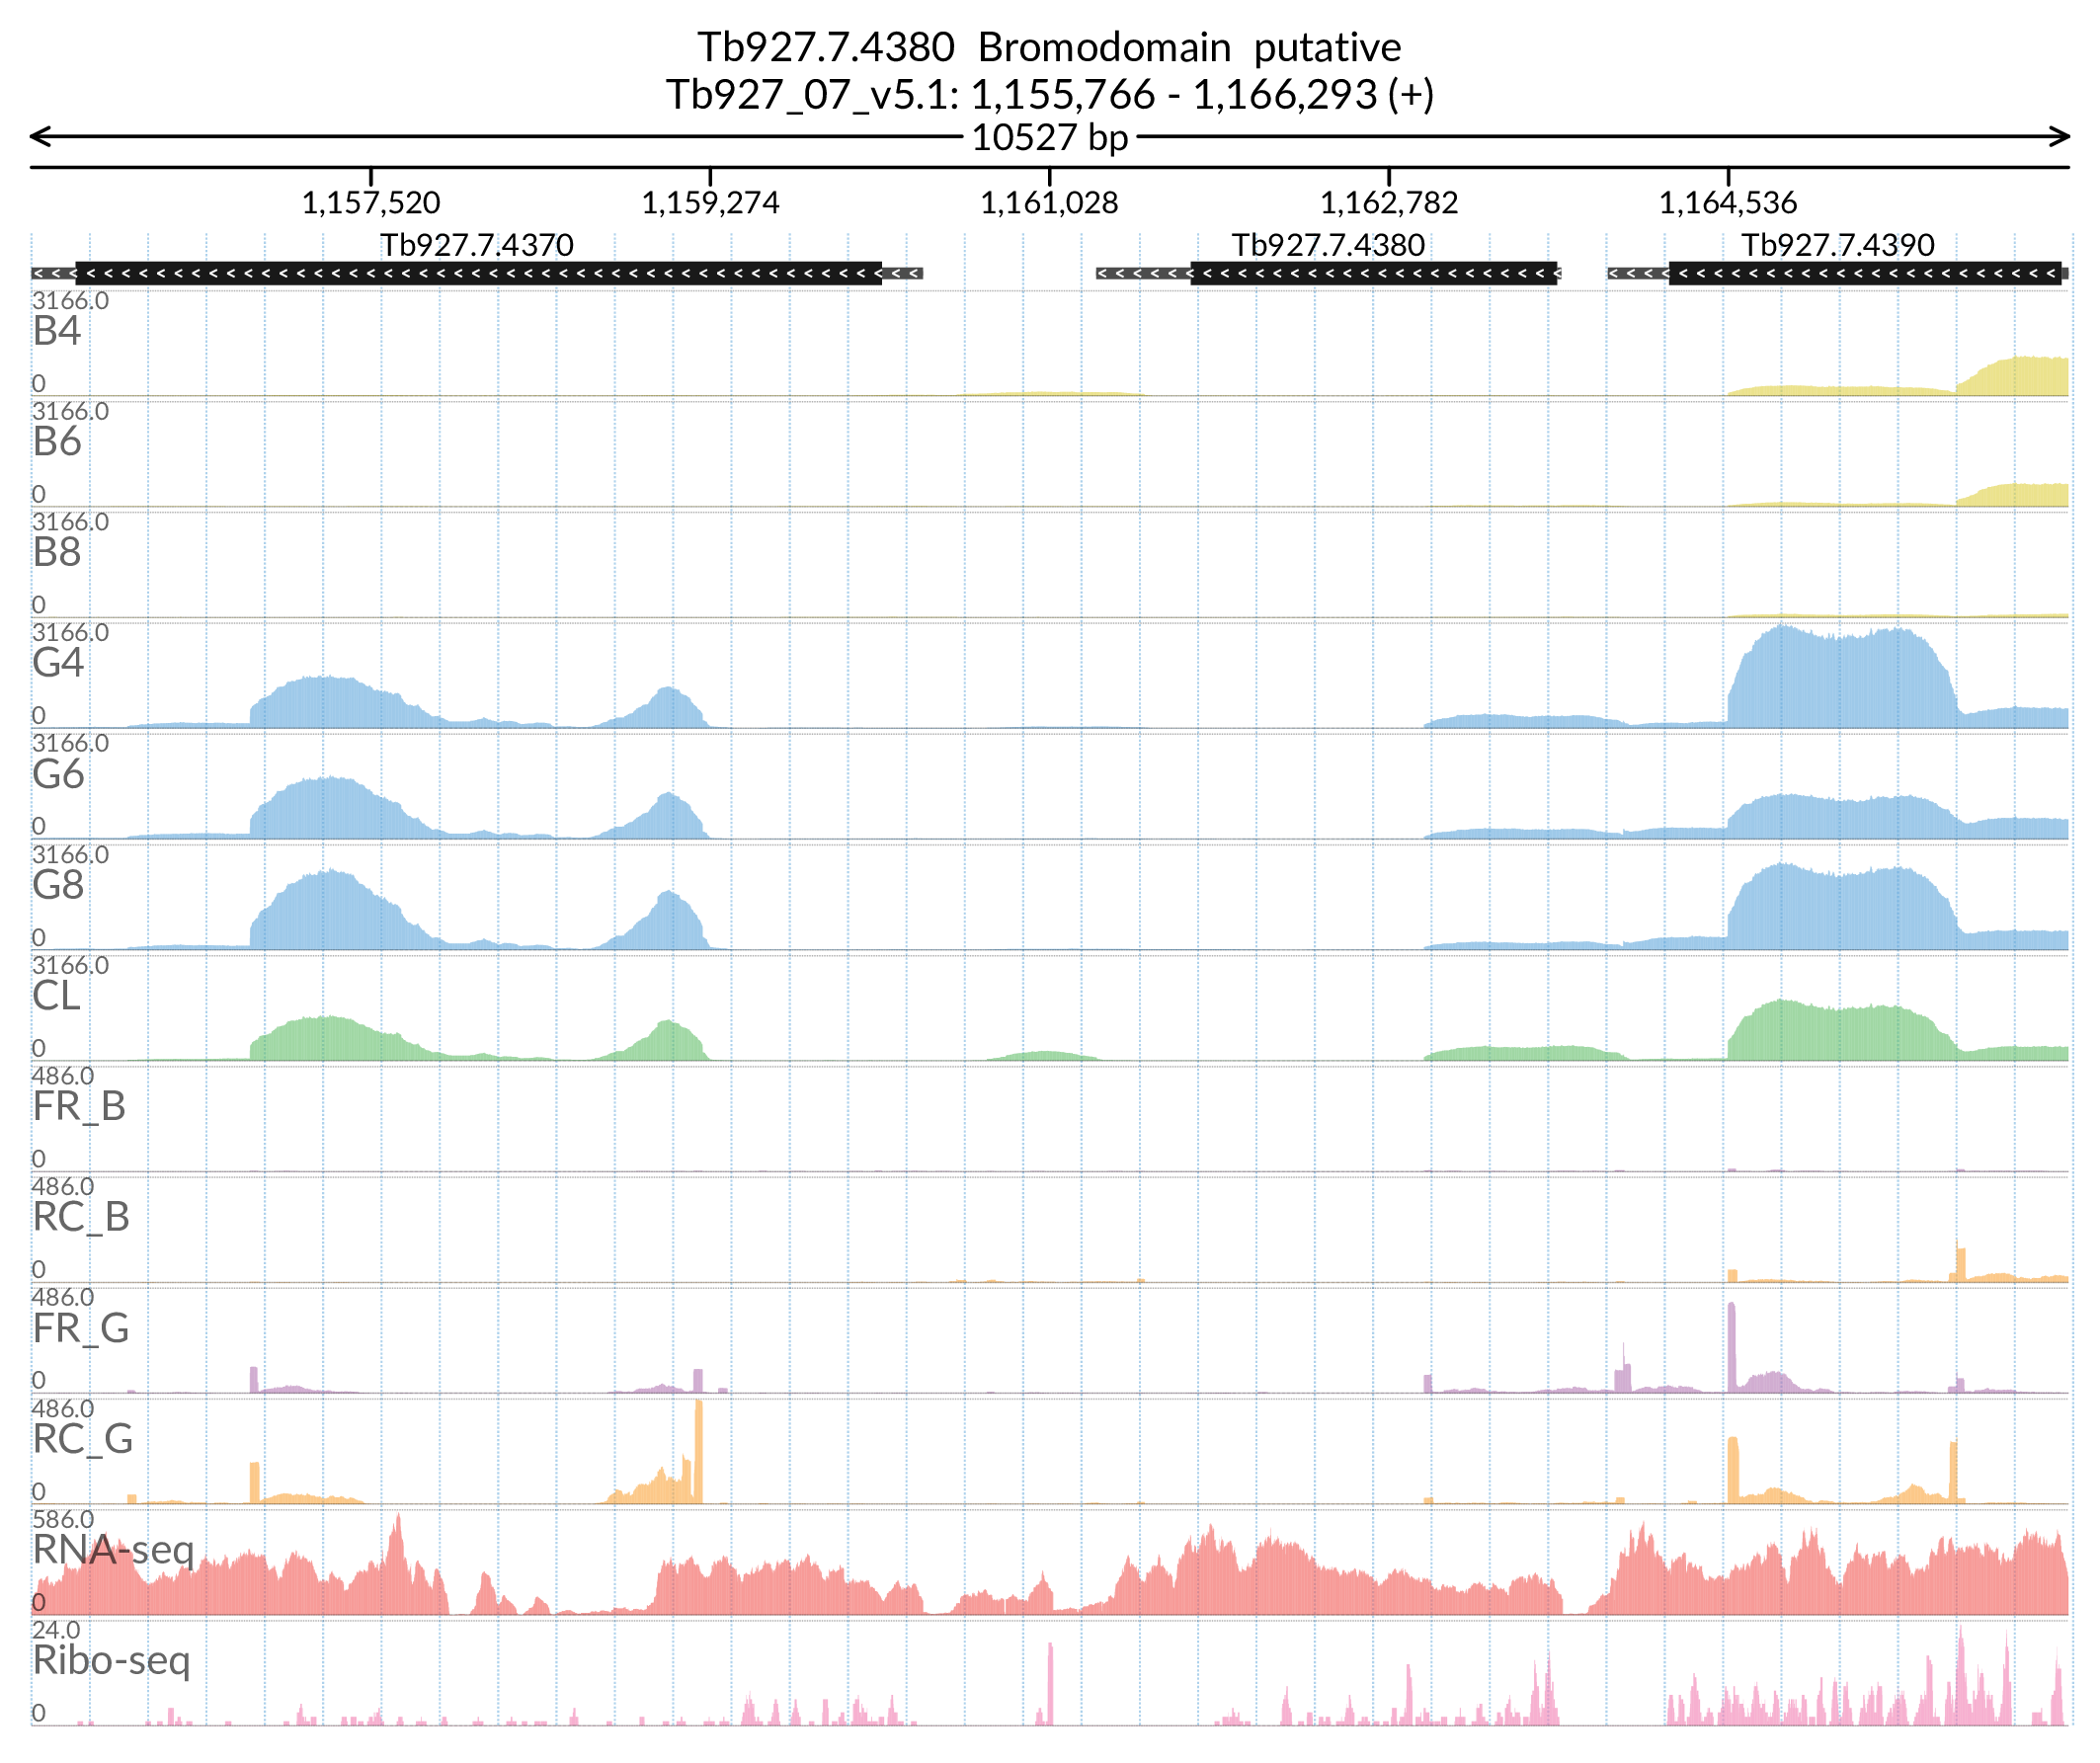 Tb927.7.4380 Bromodomain putative
Tb927_07_v5.1: 1,155,766 - 1,166,293 (+)
10527 bp
1,157,520 1,159,274 1,161,028 1,162,782 1,164,536
Tb927.7.4370 Tb927.7.4380 Tb927.7.4390
3166.0
B4
0
3166.0
B6
0
3166.0
B8
0
3166.0
G4
0
3166.0
G6
0
3166.0
G8
0
3166.0
CL
0
486.0
FR_B
0
486.0
RC_B
0
486.0
FR_G
0
486.0
RC_G
0
586.0
RNA-seq
0
24.0
Ribo-seq
0